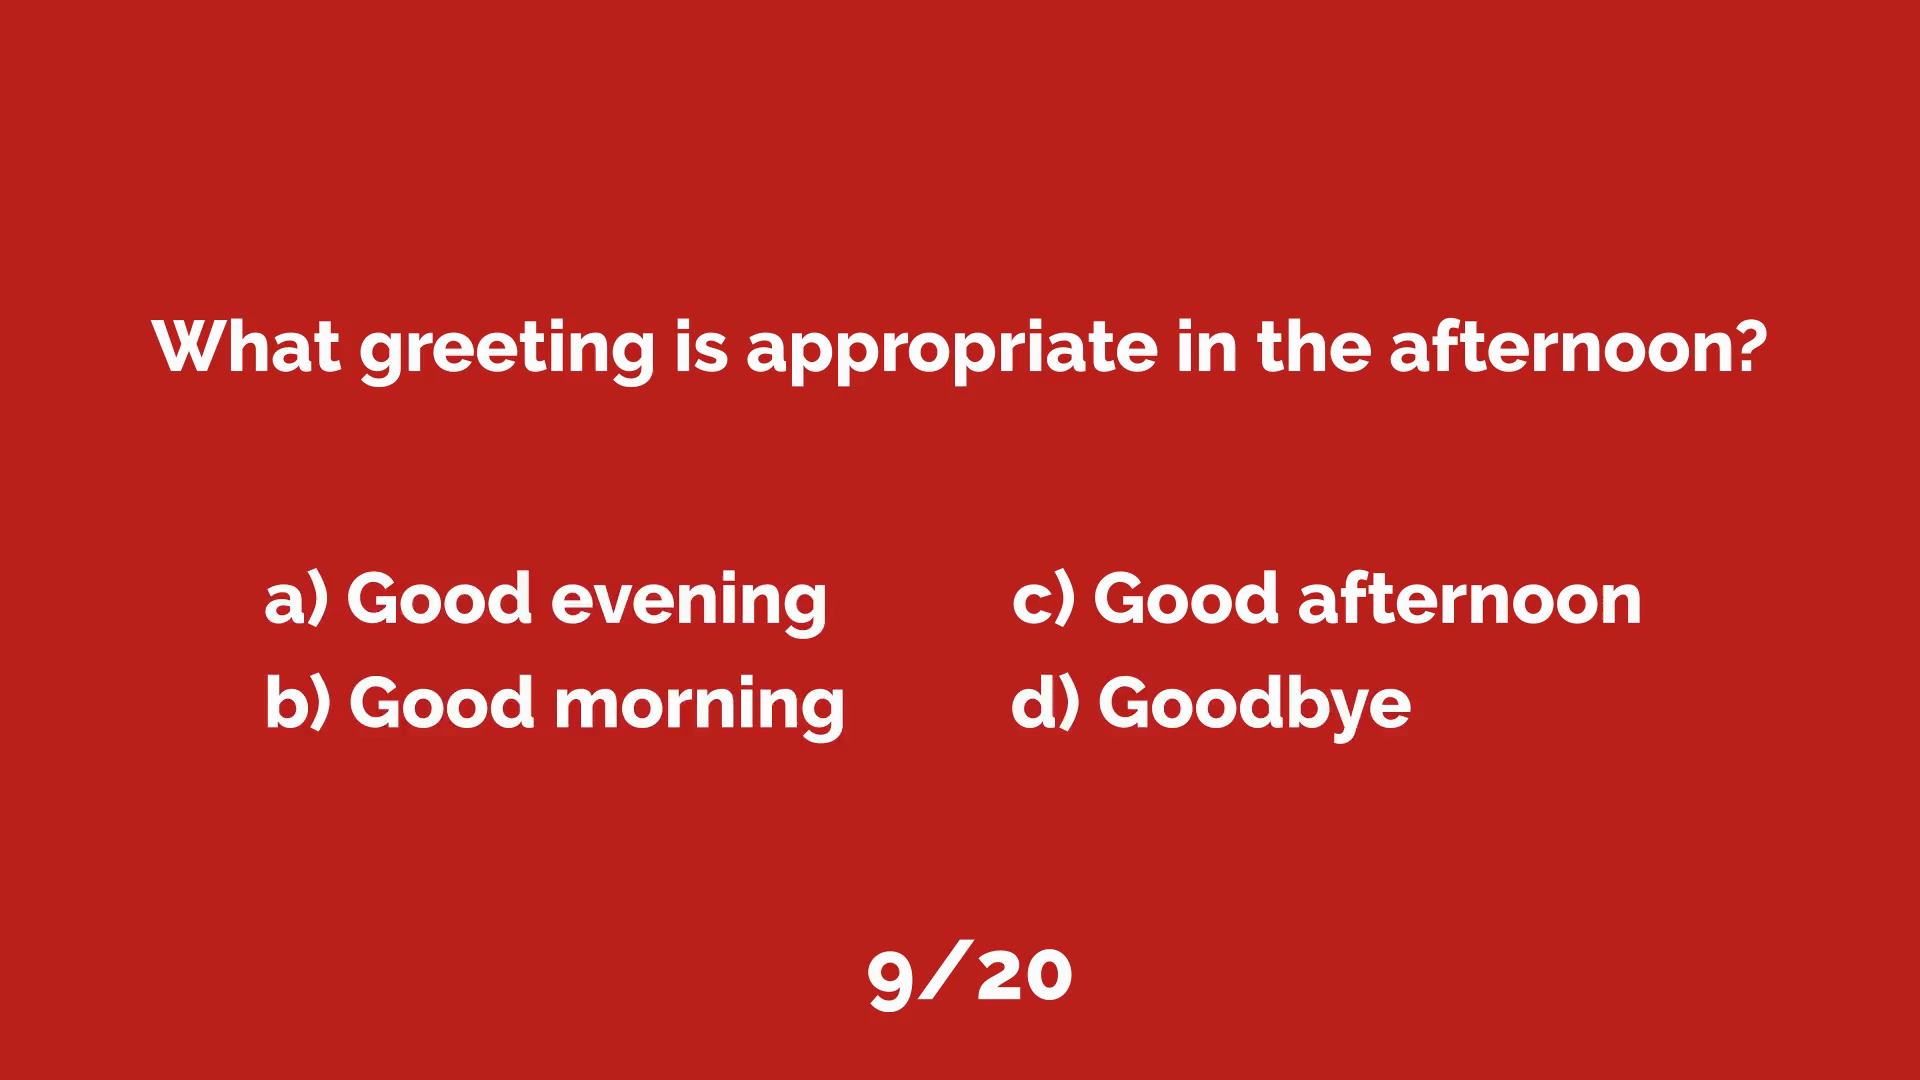 What greeting is appropriate in the afternoon?
a) Good evening
b) Good morning
c) Good afternoon
d) Goodbye
9/20